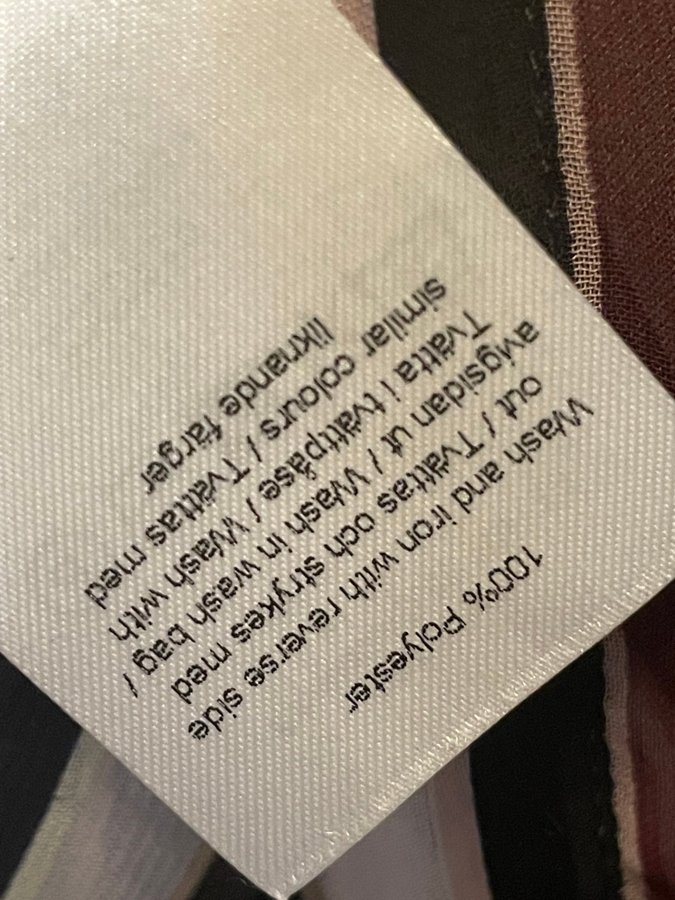 100% Polyester
Wash and iron with reverse side
out / Tvättas och strykes med
avigsidan ut / Wash in wash bag /
Tvätta i tvättpåse / Wash with
similar colours / Tvättas med
liknande färger